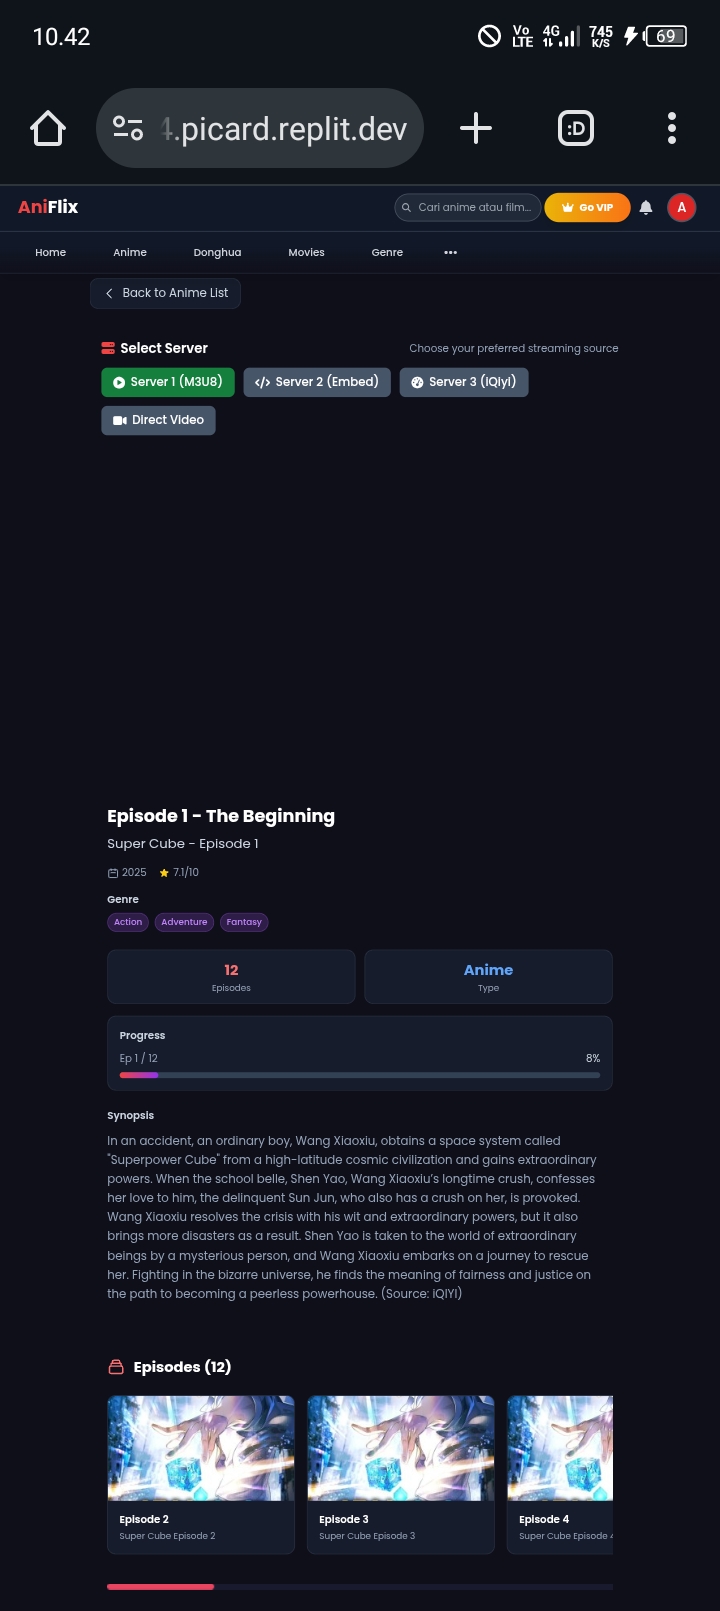 10.42
Vo LTE 4G 745 K/S 69
4.picard.replit.dev :D
AniFlix Cari anime atau film... Go VIP A
Home Anime Donghua Movies Genre •••
Back to Anime List
Select Server Choose your preferred streaming source
Server 1 (M3U8) Server 2 (Embed) Server 3 (iQiyi)
Direct Video
Episode 1 - The Beginning
Super Cube - Episode 1
2025 7.1/10
Genre
Action Adventure Fantasy
12 Anime
Episodes Type
Progress
Ep 1 / 12 8%
Synopsis
In an accident, an ordinary boy, Wang Xiaoxiu, obtains a space system called
"Superpower Cube" from a high-latitude cosmic civilization and gains extraordinary
powers. When the school belle, Shen Yao, Wang Xiaoxiu’s longtime crush, confesses
her love to him, the delinquent Sun Jun, who also has a crush on her, is provoked.
Wang Xiaoxiu resolves the crisis with his wit and extraordinary powers, but it also
brings more disasters as a result. Shen Yao is taken to the world of extraordinary
beings by a mysterious person, and Wang Xiaoxiu embarks on a journey to rescue
her. Fighting in the bizarre universe, he finds the meaning of fairness and justice on
the path to becoming a peerless powerhouse. (Source: iQIYI)
Episodes (12)
Episode 2 Episode 3 Episode 4
Super Cube Episode 2 Super Cube Episode 3 Super Cube Episode 4